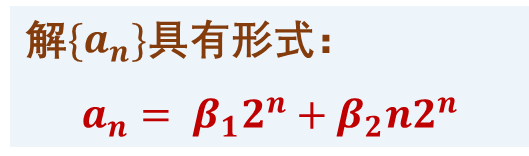 解{aₙ}具有形式：
aₙ = β₁2ⁿ + β₂n2ⁿ